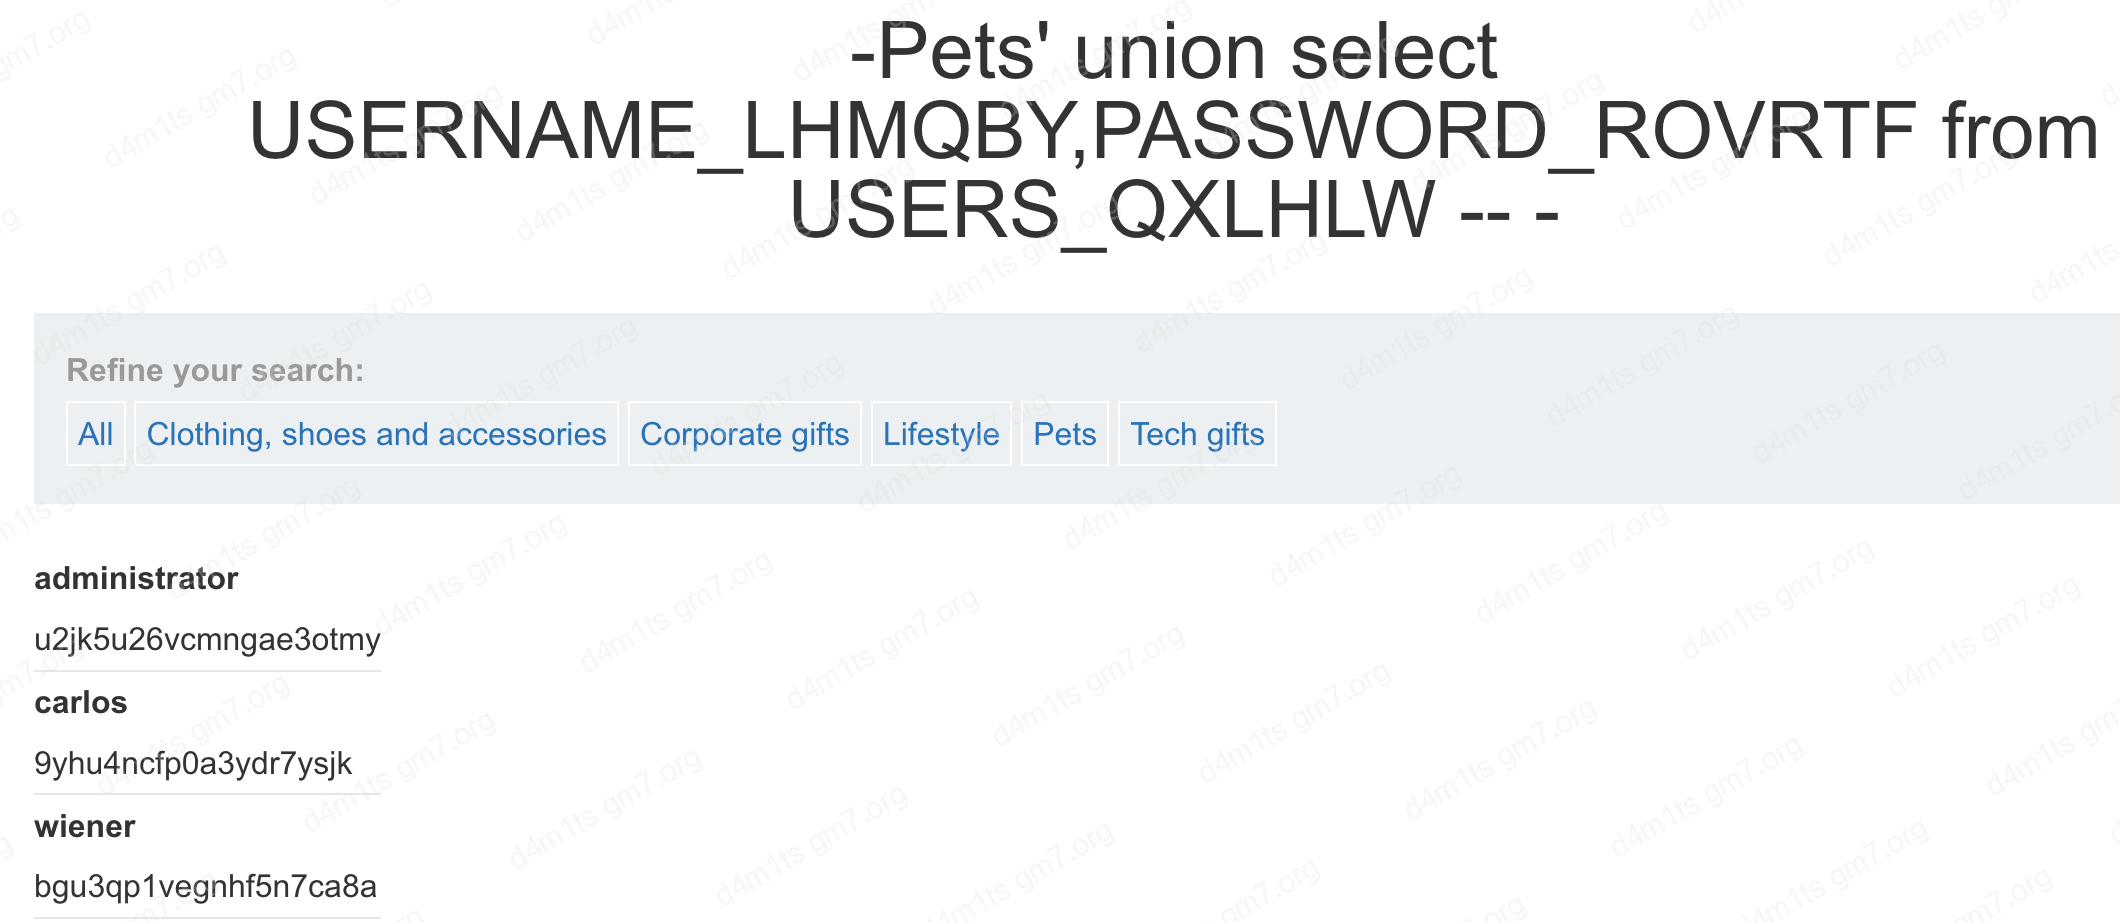 -Pets' union select
USERNAME_LHMQBY,PASSWORD_ROVRTF from
USERS_QXLHLW -- -
Refine your search:
All Clothing, shoes and accessories Corporate gifts Lifestyle Pets Tech gifts
administrator
u2jk5u26vcmngae3otmy
carlos
9yhu4ncfp0a3ydr7ysjk
wiener
bgu3qp1vegnhf5n7ca8a
d4m1ts gm7.org